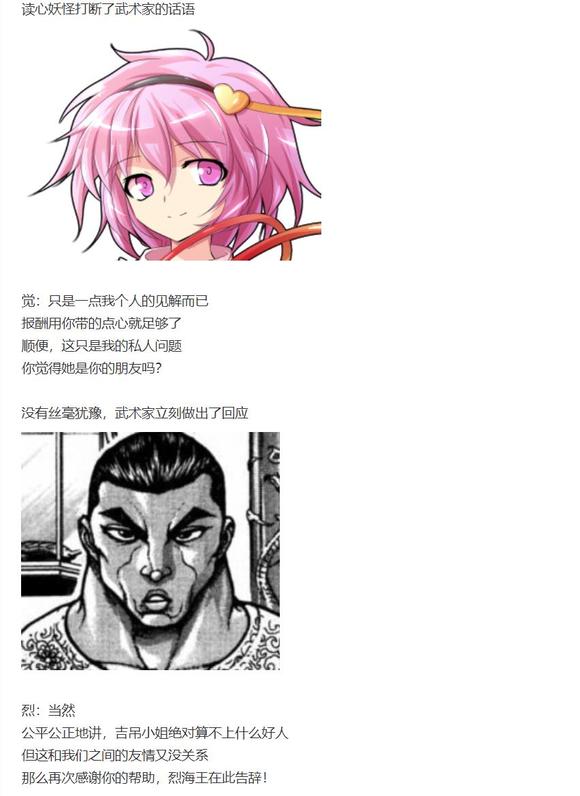 读心妖怪打断了武术家的话语
觉：只是一点我个人的见解而已
报酬用你带的点心就足够了
顺便，这只是我的私人问题
你觉得她是你的朋友吗？
没有丝毫犹豫，武术家立刻做出了回应
烈：当然
公平公正地讲，吉吊小姐绝对算不上什么好人
但这和我们之间的友情又没关系
那么再次感谢你的帮助，烈海王在此告辞！